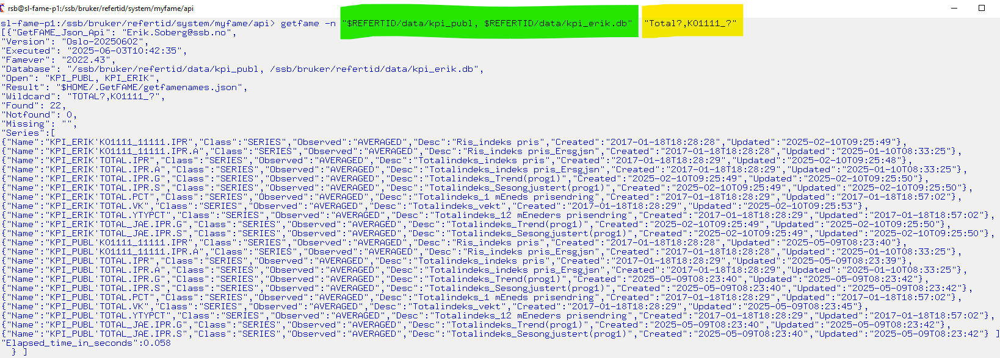 rsb@sl-fame-p1:/ssb/bruker/refertid/system/myfame/api
sl-fame-p1:/ssb/bruker/refertid/system/myfame/api> getfame -n "$REFERTID/data/kpi_publ, $REFERTID/data/kpi_erik.db" "Total?,K01111_?"
[{"GetFAME_Json_Api": "Erik.Soberg@ssb.no",
"Version": "Oslo-20250602",
"Executed": "2025-06-03T10:42:35",
"Famever": "2022.43",
"Database": "/ssb/bruker/refertid/data/kpi_publ, /ssb/bruker/refertid/data/kpi_erik.db",
"Open": "KPI_PUBL, KPI_ERIK",
"Result": "$HOME/.GetFAME/getfamenames.json",
"Wildcard": "TOTAL?,K01111_?",
"Found": 22,
"Notfound": 0,
"Missing": "",
"Series":[
{"Name":"KPI_ERIK'K01111_11111.IPR","Class":"SERIES","Observed":"AVERAGED","Desc":"Ris_indeks pris","Created":"2017-01-18T18:28:28","Updated":"2025-02-10T09:25:49"},
{"Name":"KPI_ERIK'K01111_11111.IPR.A","Class":"SERIES","Observed":"AVERAGED","Desc":"Ris_indeks pris_Ersgjsn","Created":"2017-01-18T18:28:28","Updated":"2025-01-10T08:33:25"},
{"Name":"KPI_ERIK'TOTAL.IPR","Class":"SERIES","Observed":"AVERAGED","Desc":"Totalindeks_indeks pris","Created":"2017-01-18T18:28:29","Updated":"2025-02-10T09:25:48"},
{"Name":"KPI_ERIK'TOTAL.IPR.A","Class":"SERIES","Observed":"AVERAGED","Desc":"Totalindeks_indeks pris_Ersgjsn","Created":"2017-01-18T18:28:29","Updated":"2025-01-10T08:33:25"},
{"Name":"KPI_ERIK'TOTAL.IPR.G","Class":"SERIES","Observed":"AVERAGED","Desc":"Totalindeks_Trend(prog1)","Created":"2025-02-10T09:25:49","Updated":"2025-02-10T09:25:50"},
{"Name":"KPI_ERIK'TOTAL.IPR.S","Class":"SERIES","Observed":"AVERAGED","Desc":"Totalindeks_Sesongjustert(prog1)","Created":"2025-02-10T09:25:49","Updated":"2025-02-10T09:25:50"},
{"Name":"KPI_ERIK'TOTAL.PCT","Class":"SERIES","Observed":"AVERAGED","Desc":"Totalindeks_1 mEneds prisendring","Created":"2017-01-18T18:28:29","Updated":"2017-01-18T18:57:02"},
{"Name":"KPI_ERIK'TOTAL.VK","Class":"SERIES","Observed":"AVERAGED","Desc":"Totalindeks_vekt","Created":"2017-01-18T18:28:29","Updated":"2025-02-10T09:25:53"},
{"Name":"KPI_ERIK'TOTAL.YTYPCT","Class":"SERIES","Observed":"AVERAGED","Desc":"Totalindeks_12 mEneders prisendring","Created":"2017-01-18T18:28:29","Updated":"2017-01-18T18:57:02"},
{"Name":"KPI_ERIK'TOTAL_JAE.IPR.G","Class":"SERIES","Observed":"AVERAGED","Desc":"Totalindeks_Trend(prog1)","Created":"2025-02-10T09:25:49","Updated":"2025-02-10T09:25:50"},
{"Name":"KPI_ERIK'TOTAL_JAE.IPR.S","Class":"SERIES","Observed":"AVERAGED","Desc":"Totalindeks_Sesongjustert(prog1)","Created":"2025-02-10T09:25:49","Updated":"2025-02-10T09:25:50"},
{"Name":"KPI_PUBL'K01111_11111.IPR","Class":"SERIES","Observed":"AVERAGED","Desc":"Ris_indeks pris","Created":"2017-01-18T18:28:28","Updated":"2025-05-09T08:23:40"},
{"Name":"KPI_PUBL'K01111_11111.IPR.A","Class":"SERIES","Observed":"AVERAGED","Desc":"Ris_indeks pris_Ersgjsn","Created":"2017-01-18T18:28:28","Updated":"2025-01-10T08:33:25"},
{"Name":"KPI_PUBL'TOTAL.IPR","Class":"SERIES","Observed":"AVERAGED","Desc":"Totalindeks_indeks pris","Created":"2017-01-18T18:28:29","Updated":"2025-05-09T08:23:39"},
{"Name":"KPI_PUBL'TOTAL.IPR.A","Class":"SERIES","Observed":"AVERAGED","Desc":"Totalindeks_indeks pris_Ersgjsn","Created":"2017-01-18T18:28:29","Updated":"2025-01-10T08:33:25"},
{"Name":"KPI_PUBL'TOTAL.IPR.G","Class":"SERIES","Observed":"AVERAGED","Desc":"Totalindeks_Trend(prog1)","Created":"2025-05-09T08:23:40","Updated":"2025-05-09T08:23:42"},
{"Name":"KPI_PUBL'TOTAL.IPR.S","Class":"SERIES","Observed":"AVERAGED","Desc":"Totalindeks_Sesongjustert(prog1)","Created":"2025-05-09T08:23:40","Updated":"2025-05-09T08:23:42"},
{"Name":"KPI_PUBL'TOTAL.PCT","Class":"SERIES","Observed":"AVERAGED","Desc":"Totalindeks_1 mEneds prisendring","Created":"2017-01-18T18:28:29","Updated":"2017-01-18T18:57:02"},
{"Name":"KPI_PUBL'TOTAL.VK","Class":"SERIES","Observed":"AVERAGED","Desc":"Totalindeks_vekt","Created":"2017-01-18T18:28:29","Updated":"2025-05-09T08:23:45"},
{"Name":"KPI_PUBL'TOTAL.YTYPCT","Class":"SERIES","Observed":"AVERAGED","Desc":"Totalindeks_12 mEneders prisendring","Created":"2017-01-18T18:28:29","Updated":"2017-01-18T18:57:02"},
{"Name":"KPI_PUBL'TOTAL_JAE.IPR.G","Class":"SERIES","Observed":"AVERAGED","Desc":"Totalindeks_Trend(prog1)","Created":"2025-05-09T08:23:40","Updated":"2025-05-09T08:23:42"},
{"Name":"KPI_PUBL'TOTAL_JAE.IPR.S","Class":"SERIES","Observed":"AVERAGED","Desc":"Totalindeks_Sesongjustert(prog1)","Created":"2025-05-09T08:23:40","Updated":"2025-05-09T08:23:42"} ]
"Elapsed_time_in_seconds":0.058
} ]